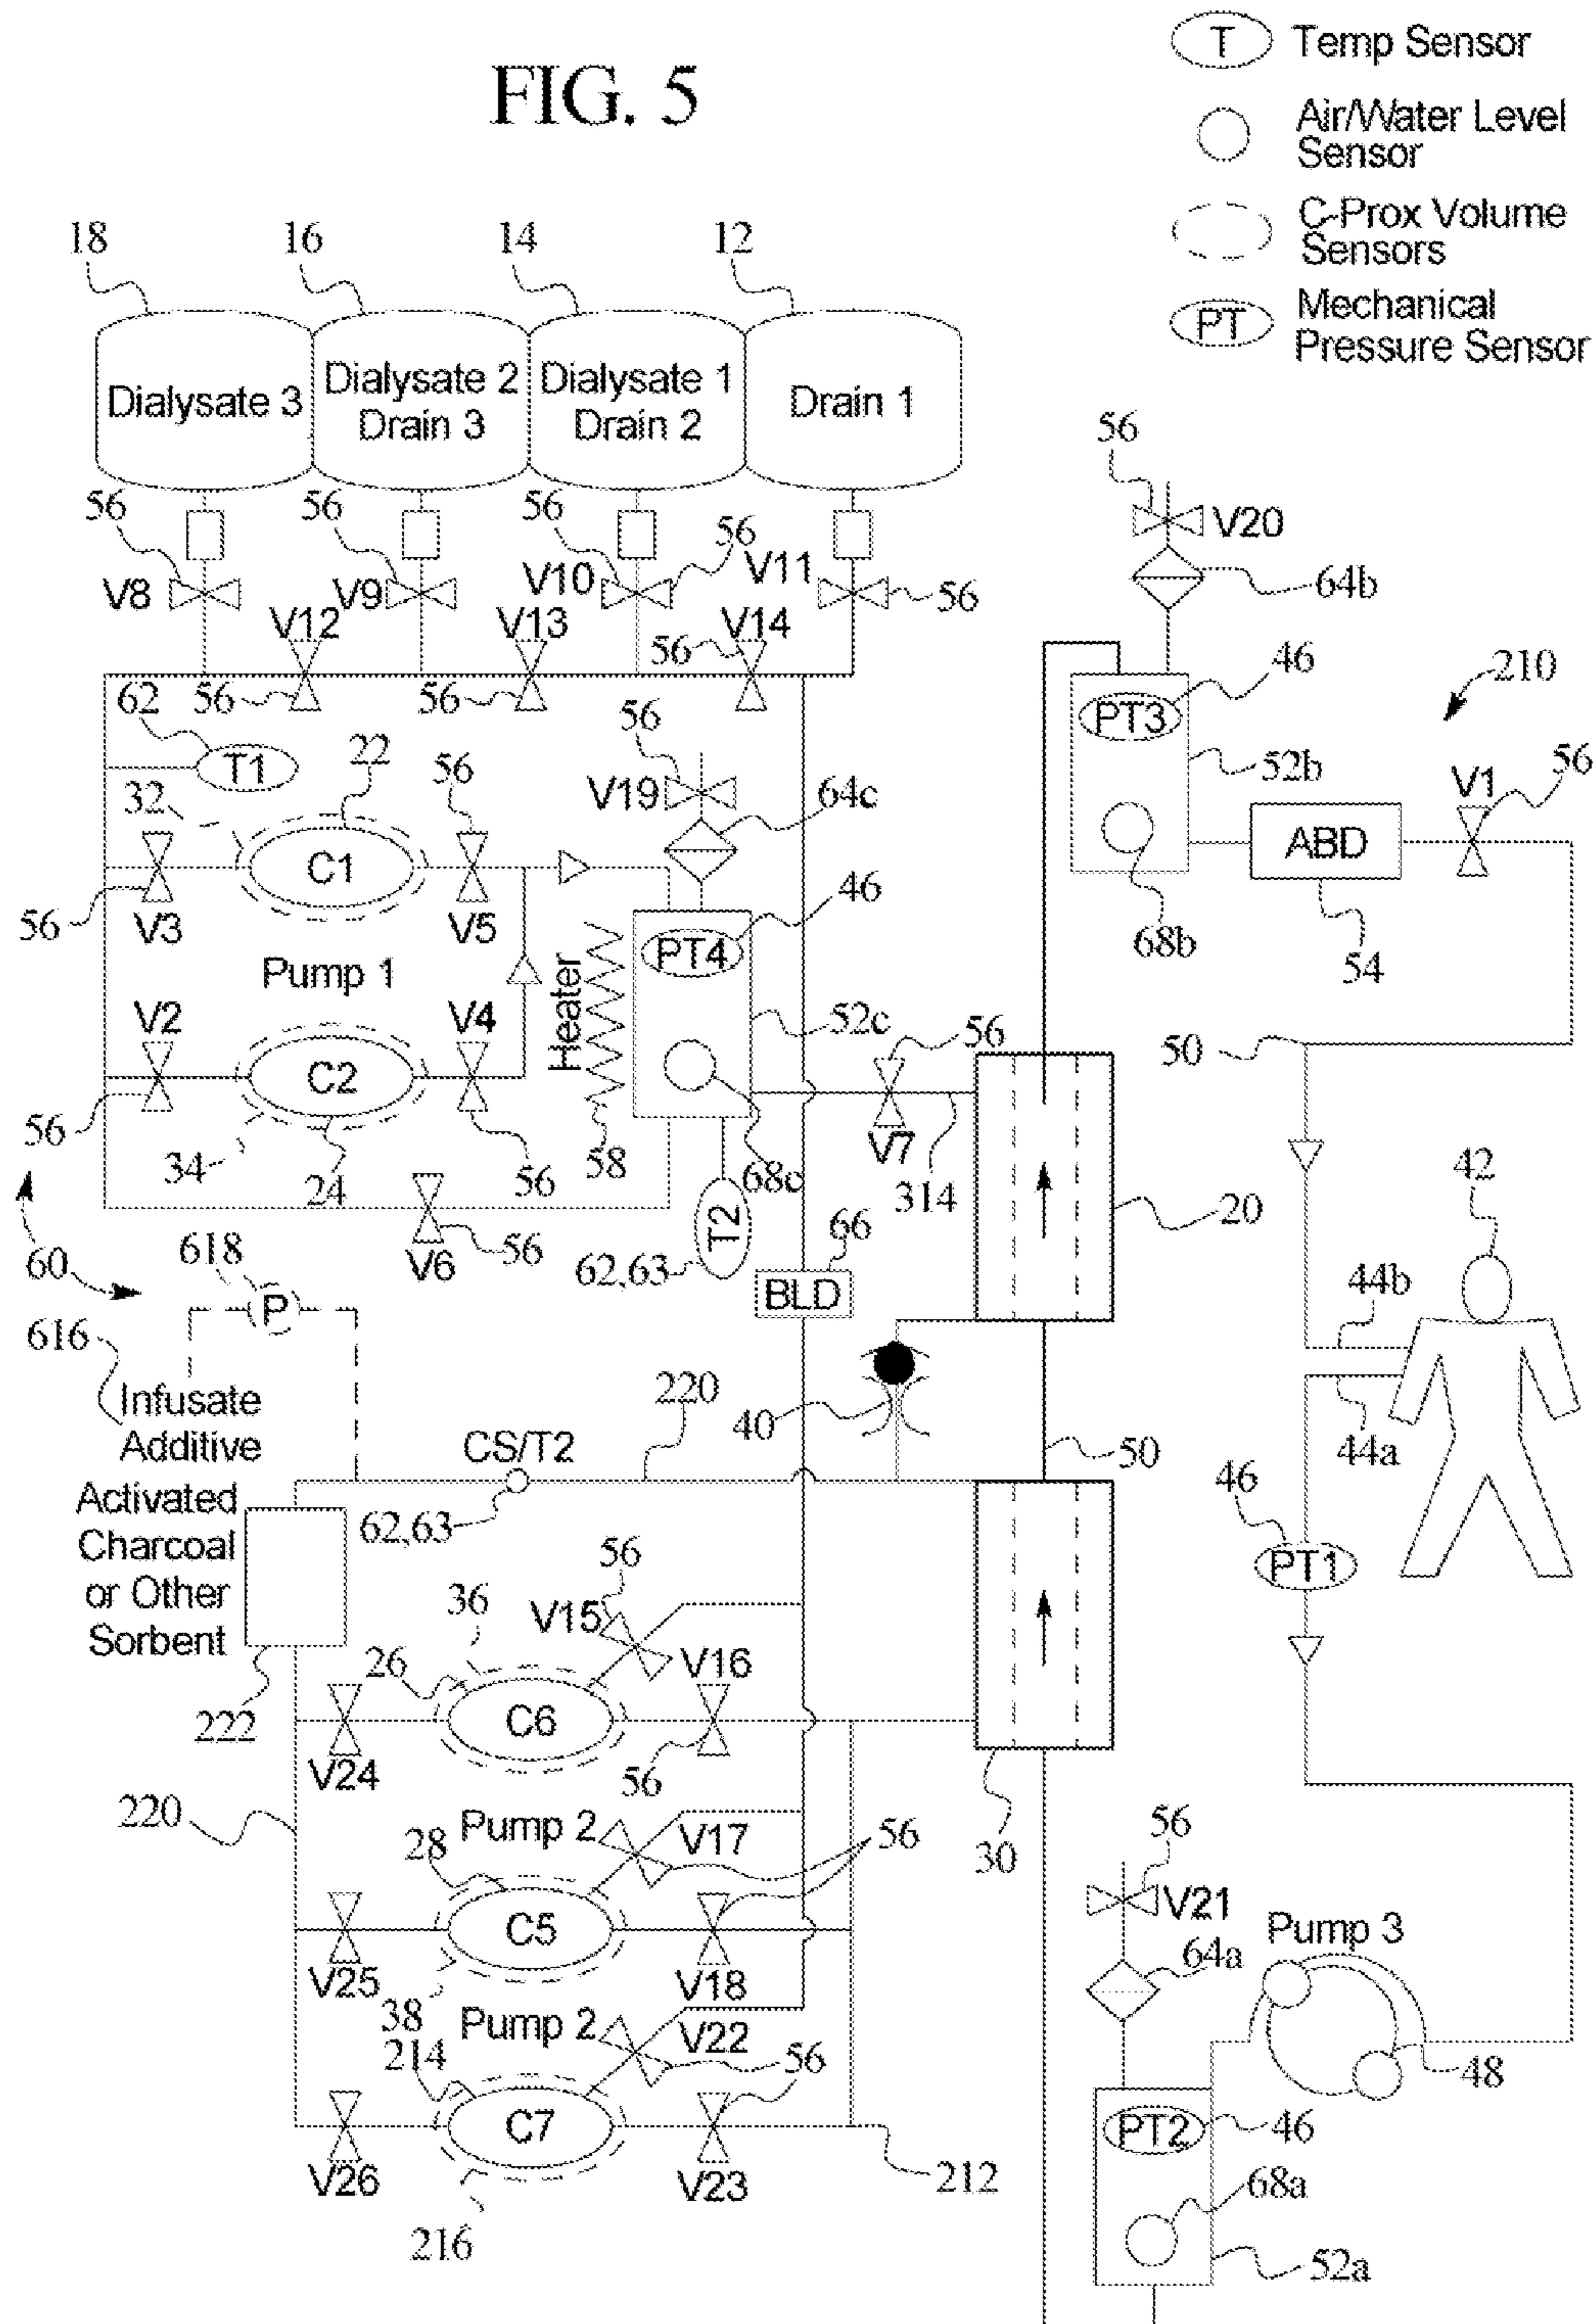 FIG. 5
T Temp Sensor
Air/Water Level
Sensor
C-Prox Volume
Sensors
PT Mechanical
Pressure Sensor
18 16 14 12
Dialysate 3
Dialysate 2
Drain 3
Dialysate 1
Drain 2
Drain 1
56 56 56 56
V8 V9 V10 V11 56
V12 V13 V14
56 56 56
56
V20
64b
46
210
PT3
52b
V1 56
ABD
68b
54
50
62
T1
22
56
56
V19
64c
32
C1
46
56 V3 V5
PT4
Pump 1
Heater
52c
V2 V4
56
C2
56
V7
34 24 56
58
68c
314
20
42
60
V6 56
T2
62,63
66
BLD
44b
44a
618
P
616
Infusate
Additive
220
40
50
CS/T2
62,63
46
PT1
Activated
Charcoal
or Other
Sorbent
222
56
V15
36
V16
26
C6
V24
56
30
220
Pump 2
28
V17
56
C5
V25
V18
38
Pump 2
V22
214
56
C7
V26
V23
212
216
56
V21
64a
Pump 3
48
PT2
46
68a
52a